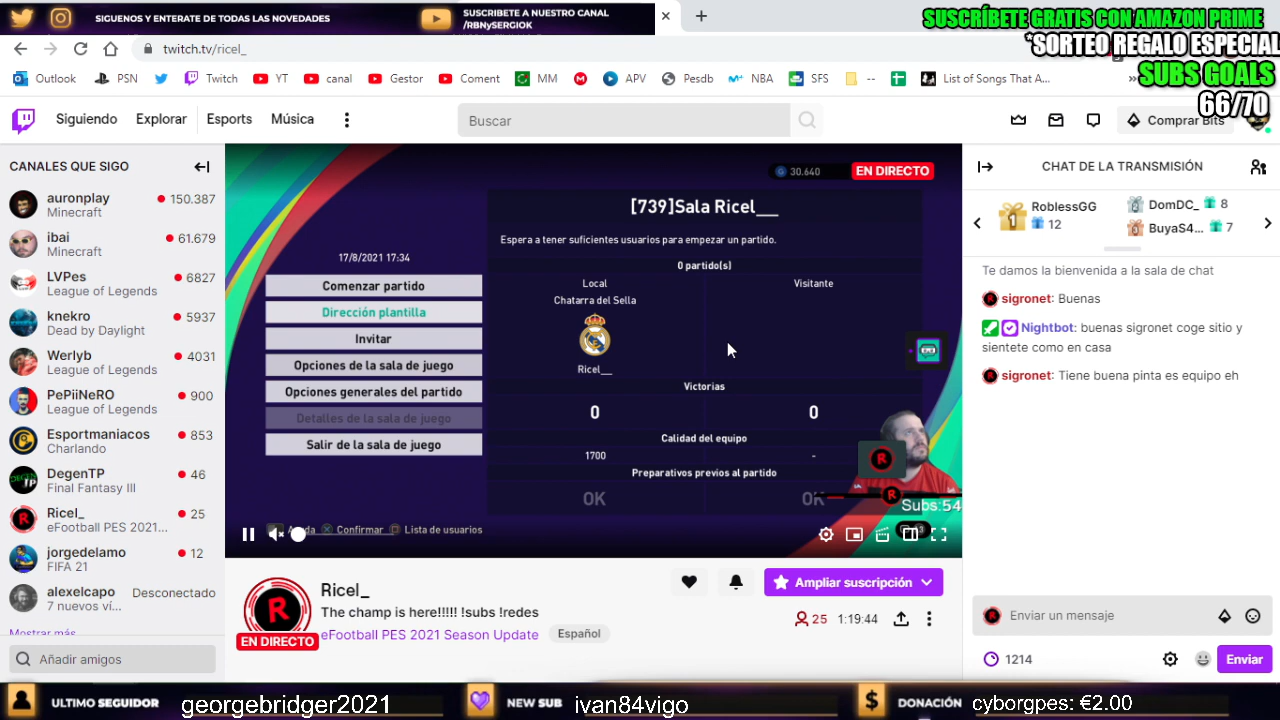 SIGUENOS Y ENTERATE DE TODAS LAS NOVEDADES
SUSCRIBETE A NUESTRO CANAL
/RBNySERGIOK
SUSCRÍBETE GRATIS CON AMAZON PRIME
*SORTEO REGALO ESPECIAL
SUBS GOALS
66/70
twitch.tv/ricel_
Outlook
PSN
Twitch
YT
canal
Gestor
Coment
MM
APV
Pesdb
NBA
SFS
--
List of Songs That A...
Siguiendo
Explorar
Esports
Música
Buscar
Comprar Bits
CANALES QUE SIGO
auronplay
Minecraft
150.387
ibai
Minecraft
61.679
LVPes
League of Legends
6827
knekro
Dead by Daylight
5937
Werlyb
League of Legends
4031
PePiiNeRO
League of Legends
900
Esportmaniacos
Charlando
853
DegenTP
Final Fantasy III
46
Ricel_
eFootball PES 2021...
25
jorgedelamo
FIFA 21
12
alexelcapo
7 nuevos ví...
Desconectado
Mostrar más
Añadir amigos
30.640
EN DIRECTO
[739]Sala Ricel__
Espera a tener suficientes usuarios para empezar un partido.
0 partido(s)
17/8/2021 17:34
Comenzar partido
Dirección plantilla
Invitar
Opciones de la sala de juego
Opciones generales del partido
Detalles de la sala de juego
Salir de la sala de juego
Local
Visitante
Chatarra del Sella
Ricel__
Victorias
0
0
Calidad del equipo
1700
-
Preparativos previos al partido
OK
OK
Confirmar
Lista de usuarios
R
R
Subs:54
R
EN DIRECTO
Ricel_
The champ is here!!!!! !subs !redes
eFootball PES 2021 Season Update
Español
Ampliar suscripción
25
1:19:44
CHAT DE LA TRANSMISIÓN
1
RoblessGG
12
DomDC_
8
BuyaS4...
7
Te damos la bienvenida a la sala de chat
sigronet: Buenas
Nightbot: buenas sigronet coge sitio y
sientete como en casa
sigronet: Tiene buena pinta es equipo eh
Enviar un mensaje
1214
Enviar
ULTIMO SEGUIDOR
georgebridger2021
NEW SUB
ivan84vigo
DONACIÓN
cyborgpes: €2.00